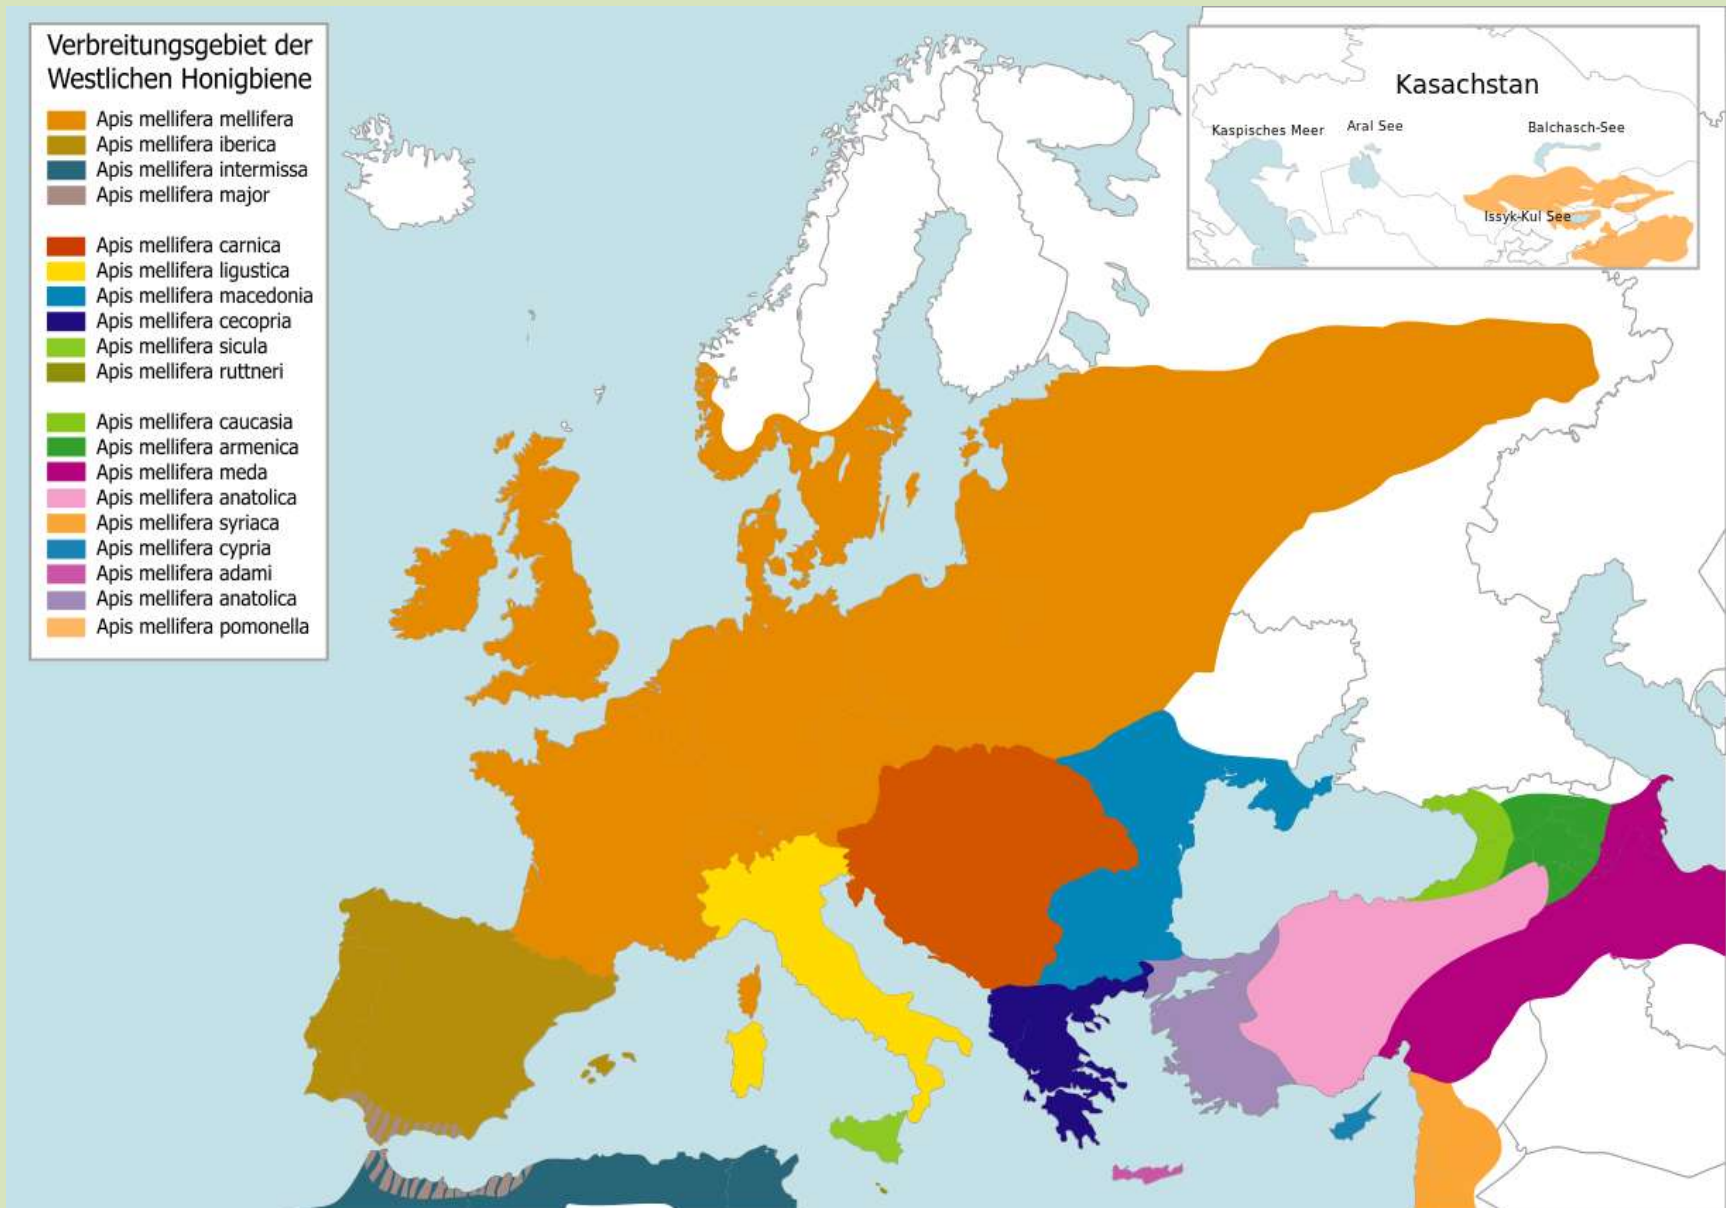 Verbreitungsgebiet der
Westlichen Honigbiene
Apis mellifera mellifera
Apis mellifera iberica
Apis mellifera intermissa
Apis mellifera major
Apis mellifera carnica
Apis mellifera ligustica
Apis mellifera macedonia
Apis mellifera cecopria
Apis mellifera sicula
Apis mellifera ruttneri
Apis mellifera caucasia
Apis mellifera armenica
Apis mellifera meda
Apis mellifera anatolica
Apis mellifera syriaca
Apis mellifera cypria
Apis mellifera adami
Apis mellifera anatolica
Apis mellifera pomonella
Kasachstan
Kaspisches Meer
Aral See
Balchasch-See
Issyk-Kul See